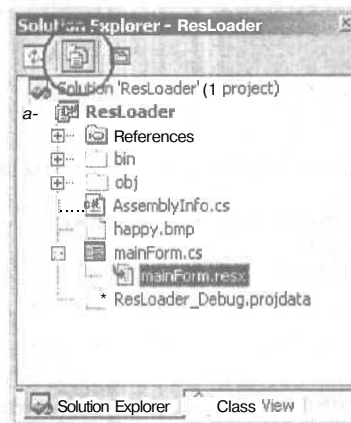 Solution Explorer - ResLoader
Solution 'ResLoader' (1 project)
ResLoader
References
bin
obj
AssemblyInfo.cs
happy.bmp
mainForm.cs
mainForm.resx
ResLoader_Debug.projdata
Solution Explorer Class View